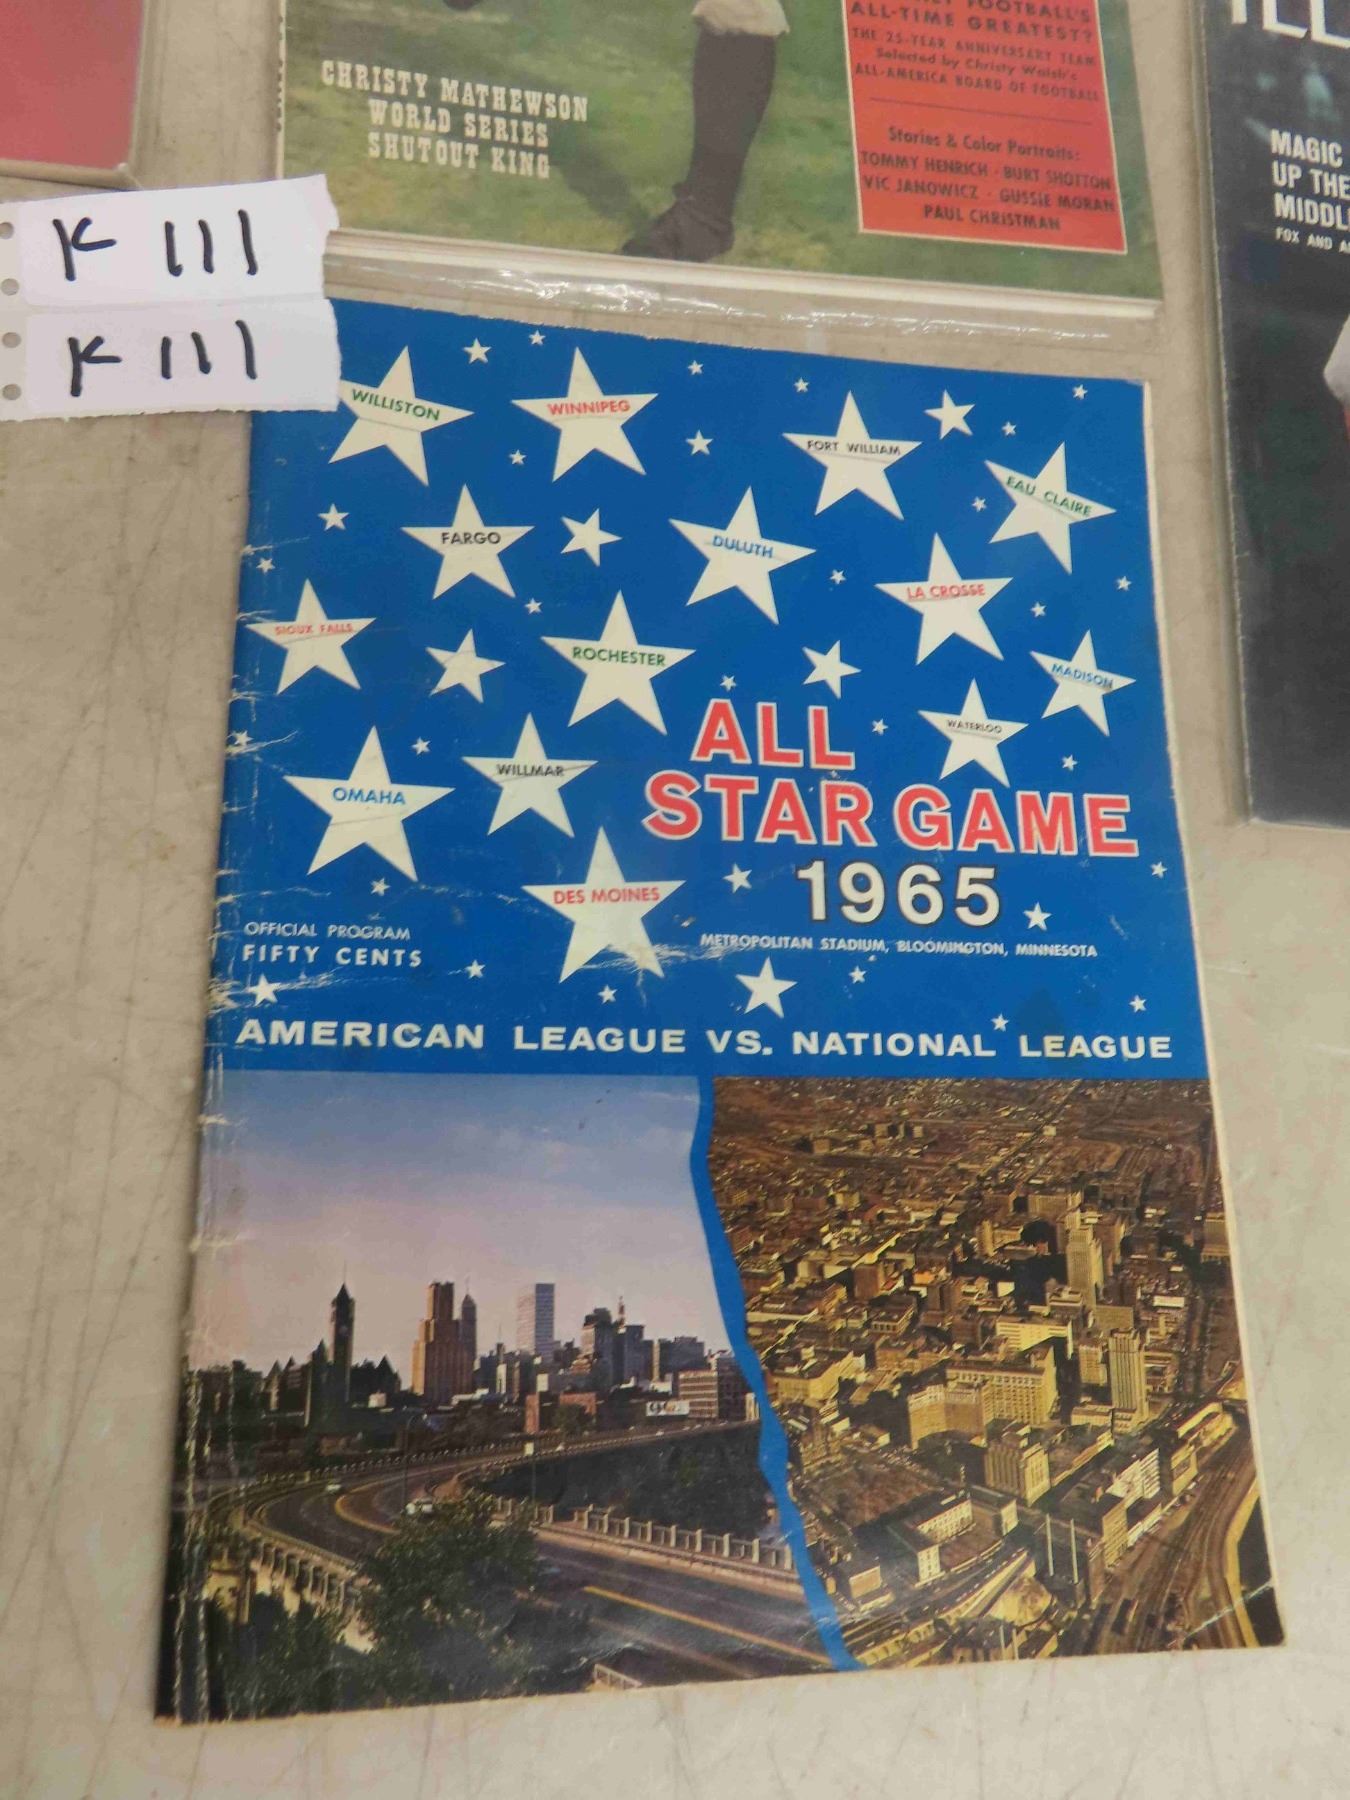 FOOTBALL'S
ALL-TIME GREATEST?
THE 25-YEAR ANNIVERSARY TEAM
Selected by Christy Walsh's
ALL-AMERICA BOARD OF FOOTBALL
Stories & Color Portraits:
TOMMY HENRICH · BURT SHOTTON
VIC JANOWICZ · GUSSIE MORAN
PAUL CHRISTMAN
CHRISTY MATHEWSON
WORLD SERIES
SHUTOUT KING
MAGIC
UP THE
MIDDL
FOX AND
K 111
K 111
WILLISTON
WINNIPEG
FORT WILLIAM
EAU CLAIRE
FARGO
DULUTH
LA CROSSE
SIOUX FALLS
ROCHESTER
MADISON
WATERLOO
WILLMAR
OMAHA
DES MOINES
ALL
STAR GAME
1965
METROPOLITAN STADIUM, BLOOMINGTON, MINNESOTA
OFFICIAL PROGRAM
FIFTY CENTS
AMERICAN LEAGUE VS. NATIONAL LEAGUE